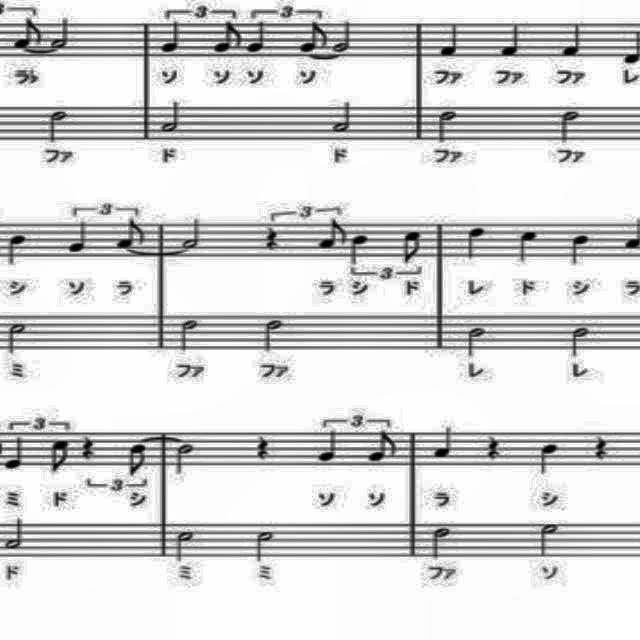 3 3 3
ラ♭ ソ ソ ソ ソ ファ ファ ファ レ
ファ ド ド ファ ファ
3 3
3
シ ソ ラ ラ シ ド レ ド シ ラ
ミ ファ ファ レ レ
3 3
3
ミ ド シ ソ ソ ラ シ
ド ミ ミ ファ ソ